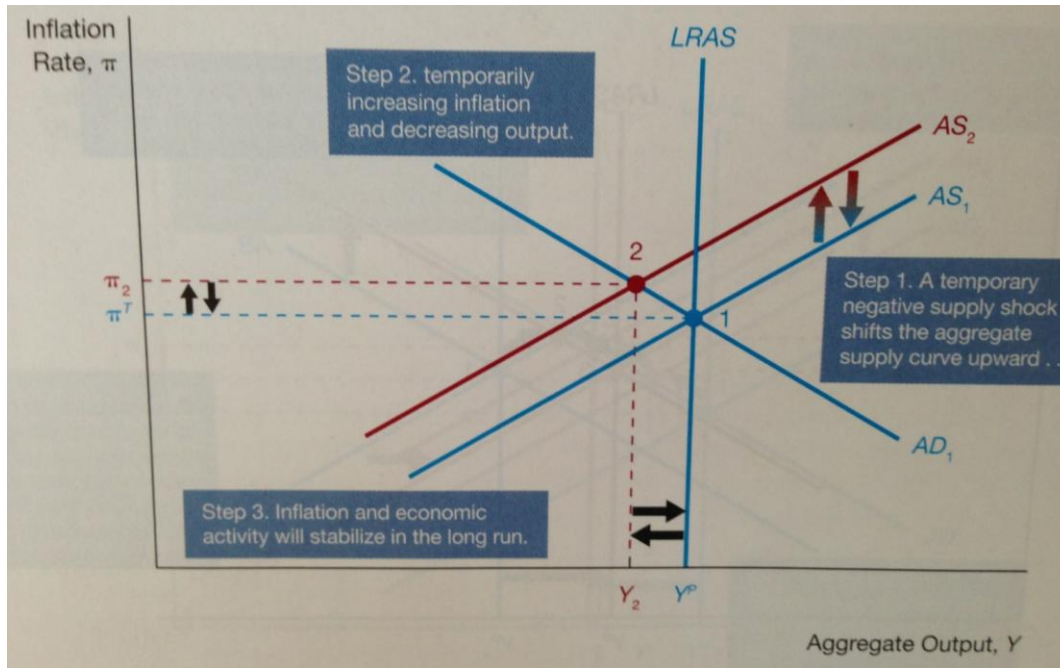 Inflation
Rate, π
LRAS
Step 2. temporarily
increasing inflation
and decreasing output.
AS₂
AS₁
2
π₂
πᵀ
1
Step 1. A temporary
negative supply shock
shifts the aggregate
supply curve upward . .
AD₁
Step 3. Inflation and economic
activity will stabilize in the long run.
Y₂
Yᴾ
Aggregate Output, Y